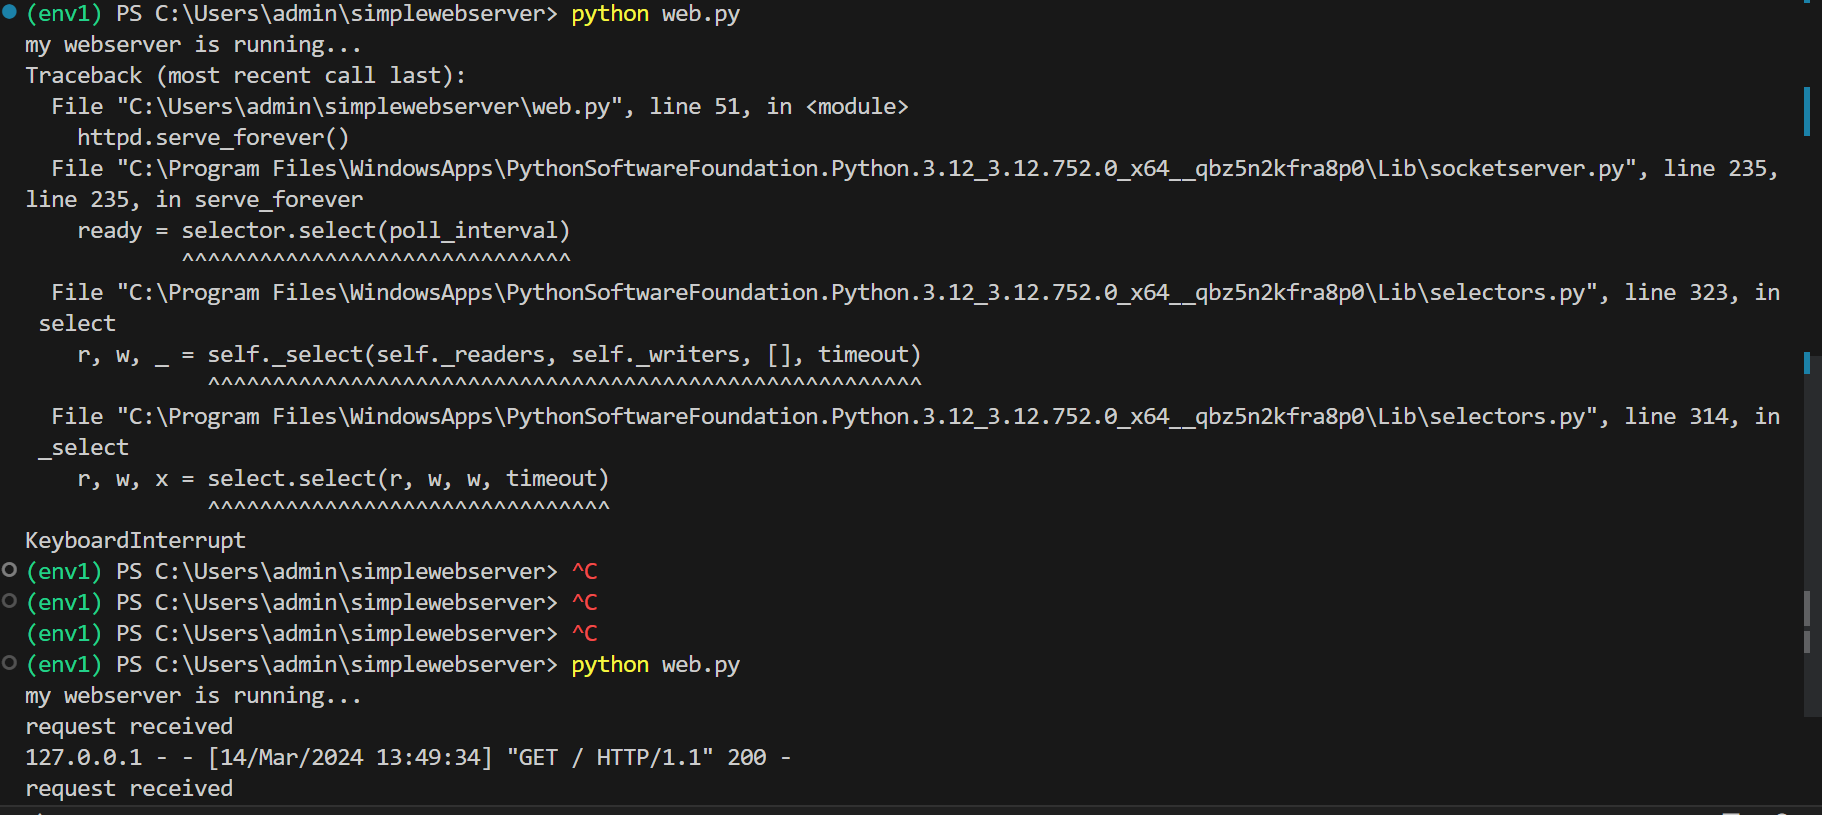 (env1) PS C:\Users\admin\simplewebserver> python web.py
my webserver is running...
Traceback (most recent call last):
  File "C:\Users\admin\simplewebserver\web.py", line 51, in <module>
    httpd.serve_forever()
  File "C:\Program Files\WindowsApps\PythonSoftwareFoundation.Python.3.12_3.12.752.0_x64__qbz5n2kfra8p0\Lib\socketserver.py", line 235,
line 235, in serve_forever
    ready = selector.select(poll_interval)
            ^^^^^^^^^^^^^^^^^^^^^^^^^^^^^^
  File "C:\Program Files\WindowsApps\PythonSoftwareFoundation.Python.3.12_3.12.752.0_x64__qbz5n2kfra8p0\Lib\selectors.py", line 323, in
 select
    r, w, _ = self._select(self._readers, self._writers, [], timeout)
              ^^^^^^^^^^^^^^^^^^^^^^^^^^^^^^^^^^^^^^^^^^^^^^^^^^^^^^^
  File "C:\Program Files\WindowsApps\PythonSoftwareFoundation.Python.3.12_3.12.752.0_x64__qbz5n2kfra8p0\Lib\selectors.py", line 314, in
 _select
    r, w, x = select.select(r, w, w, timeout)
              ^^^^^^^^^^^^^^^^^^^^^^^^^^^^^^^
KeyboardInterrupt
(env1) PS C:\Users\admin\simplewebserver> ^C
(env1) PS C:\Users\admin\simplewebserver> ^C
(env1) PS C:\Users\admin\simplewebserver> ^C
(env1) PS C:\Users\admin\simplewebserver> python web.py
my webserver is running...
request received
127.0.0.1 - - [14/Mar/2024 13:49:34] "GET / HTTP/1.1" 200 -
request received